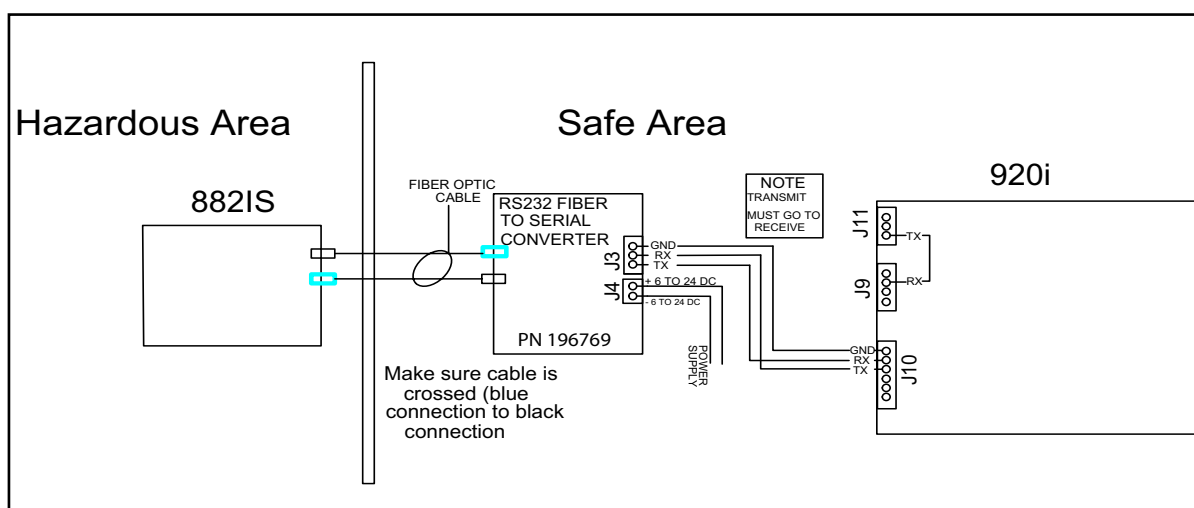 Hazardous Area
Safe Area
882IS
FIBER OPTIC
CABLE
RS232 FIBER
TO SERIAL
CONVERTER
J3
GND
RX
TX
J4
+ 6 TO 24 DC
- 6 TO 24 DC
PN 196769
POWER
SUPPLY
Make sure cable is
crossed (blue
connection to black
connection
NOTE
TRANSMIT
MUST GO TO
RECEIVE
920i
J11
TX
J9
RX
GND
RX
TX
J10